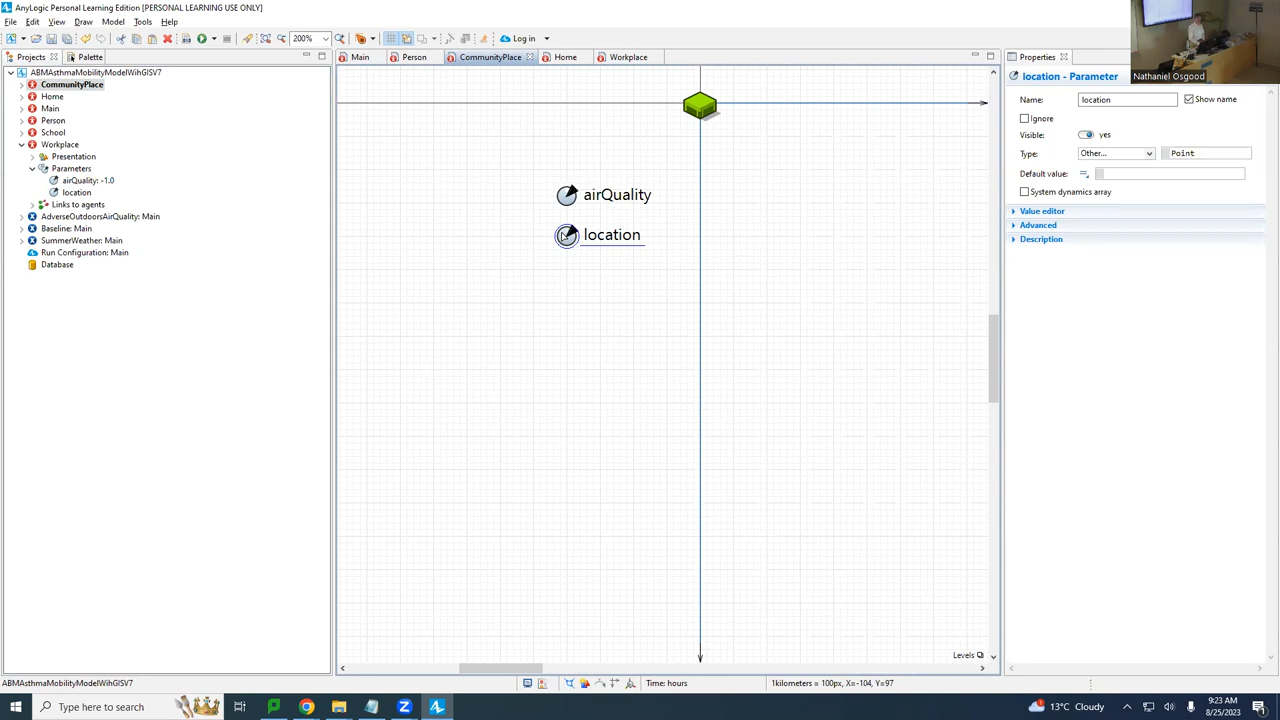 AnyLogic Personal Learning Edition [PERSONAL LEARNING USE ONLY]
File Edit View Draw Model Tools Help
200% Log in
Projects Palette
Main Person CommunityPlace Home Workplace
Properties
Nathaniel Osgood
ABMAsthmaMobilityModelWihGISV7
CommunityPlace
Home
Main
Person
School
Workplace
Presentation
Parameters
airQuality: -1.0
location
Links to agents
AdverseOutdoorsAirQuality: Main
Baseline: Main
SummerWeather: Main
Run Configuration: Main
Database
airQuality
location
Levels
location - Parameter
Name: location Show name
Ignore
Visible: yes
Type: Other... Point
Default value:
System dynamics array
Value editor
Advanced
Description
ABMAsthmaMobilityModelWihGISV7 Time: hours 1kilometers = 100px, X=-104, Y=97
Type here to search 13°C Cloudy 9:23 AM
8/25/2023